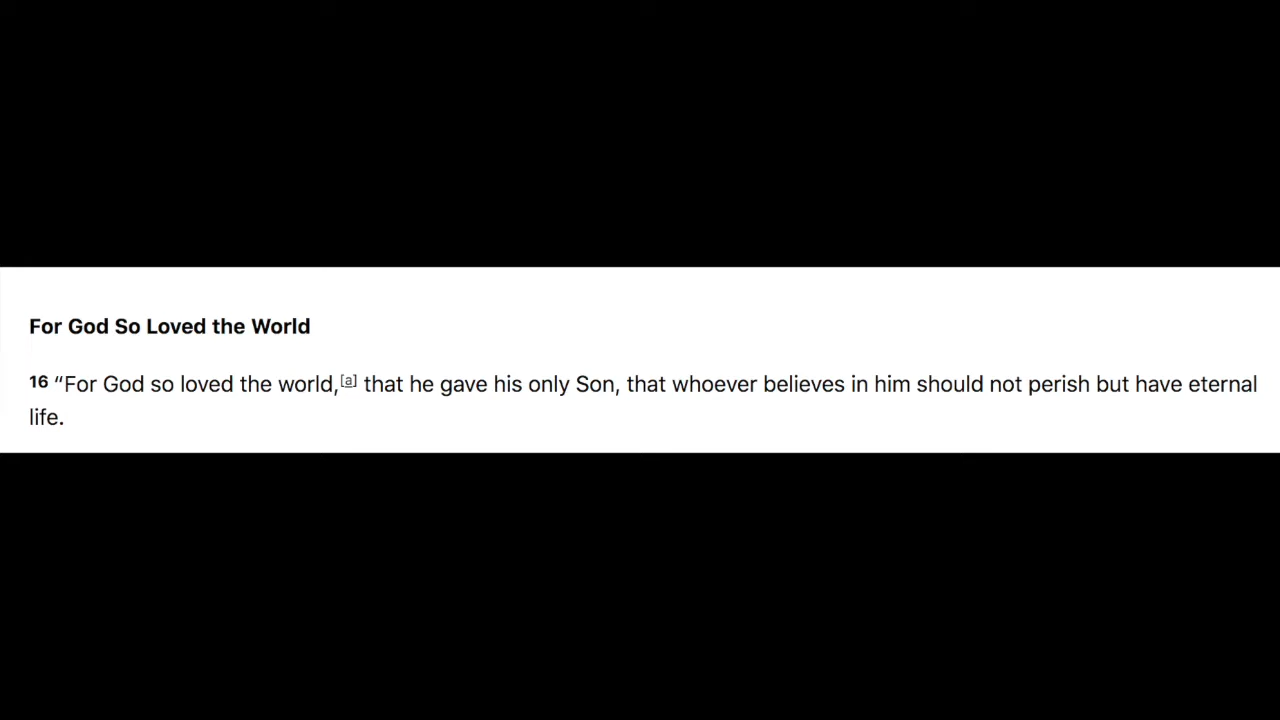 For God So Loved the World
16 “For God so loved the world,[a] that he gave his only Son, that whoever believes in him should not perish but have eternal
life.